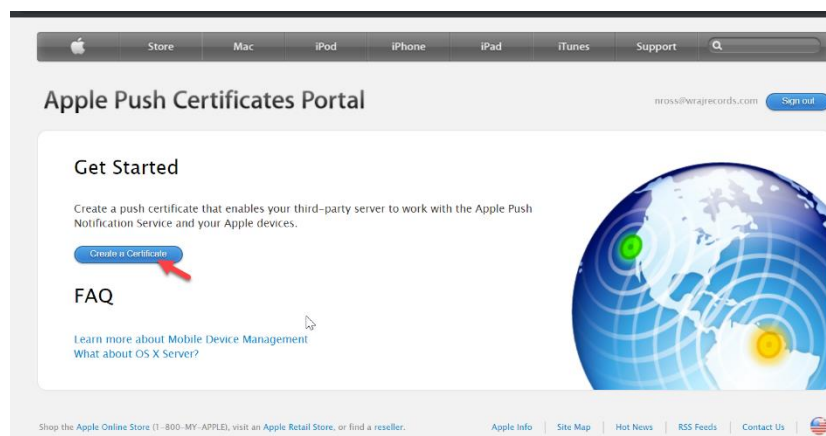 Store Mac iPod iPhone iPad iTunes Support
Apple Push Certificates Portal
nross@wrajrecords.com Sign out
Get Started
Create a push certificate that enables your third-party server to work with the Apple Push
Notification Service and your Apple devices.
Create a Certificate
FAQ
Learn more about Mobile Device Management
What about OS X Server?
Shop the Apple Online Store (1-800-MY-APPLE), visit an Apple Retail Store, or find a reseller. Apple Info Site Map Hot News RSS Feeds Contact Us